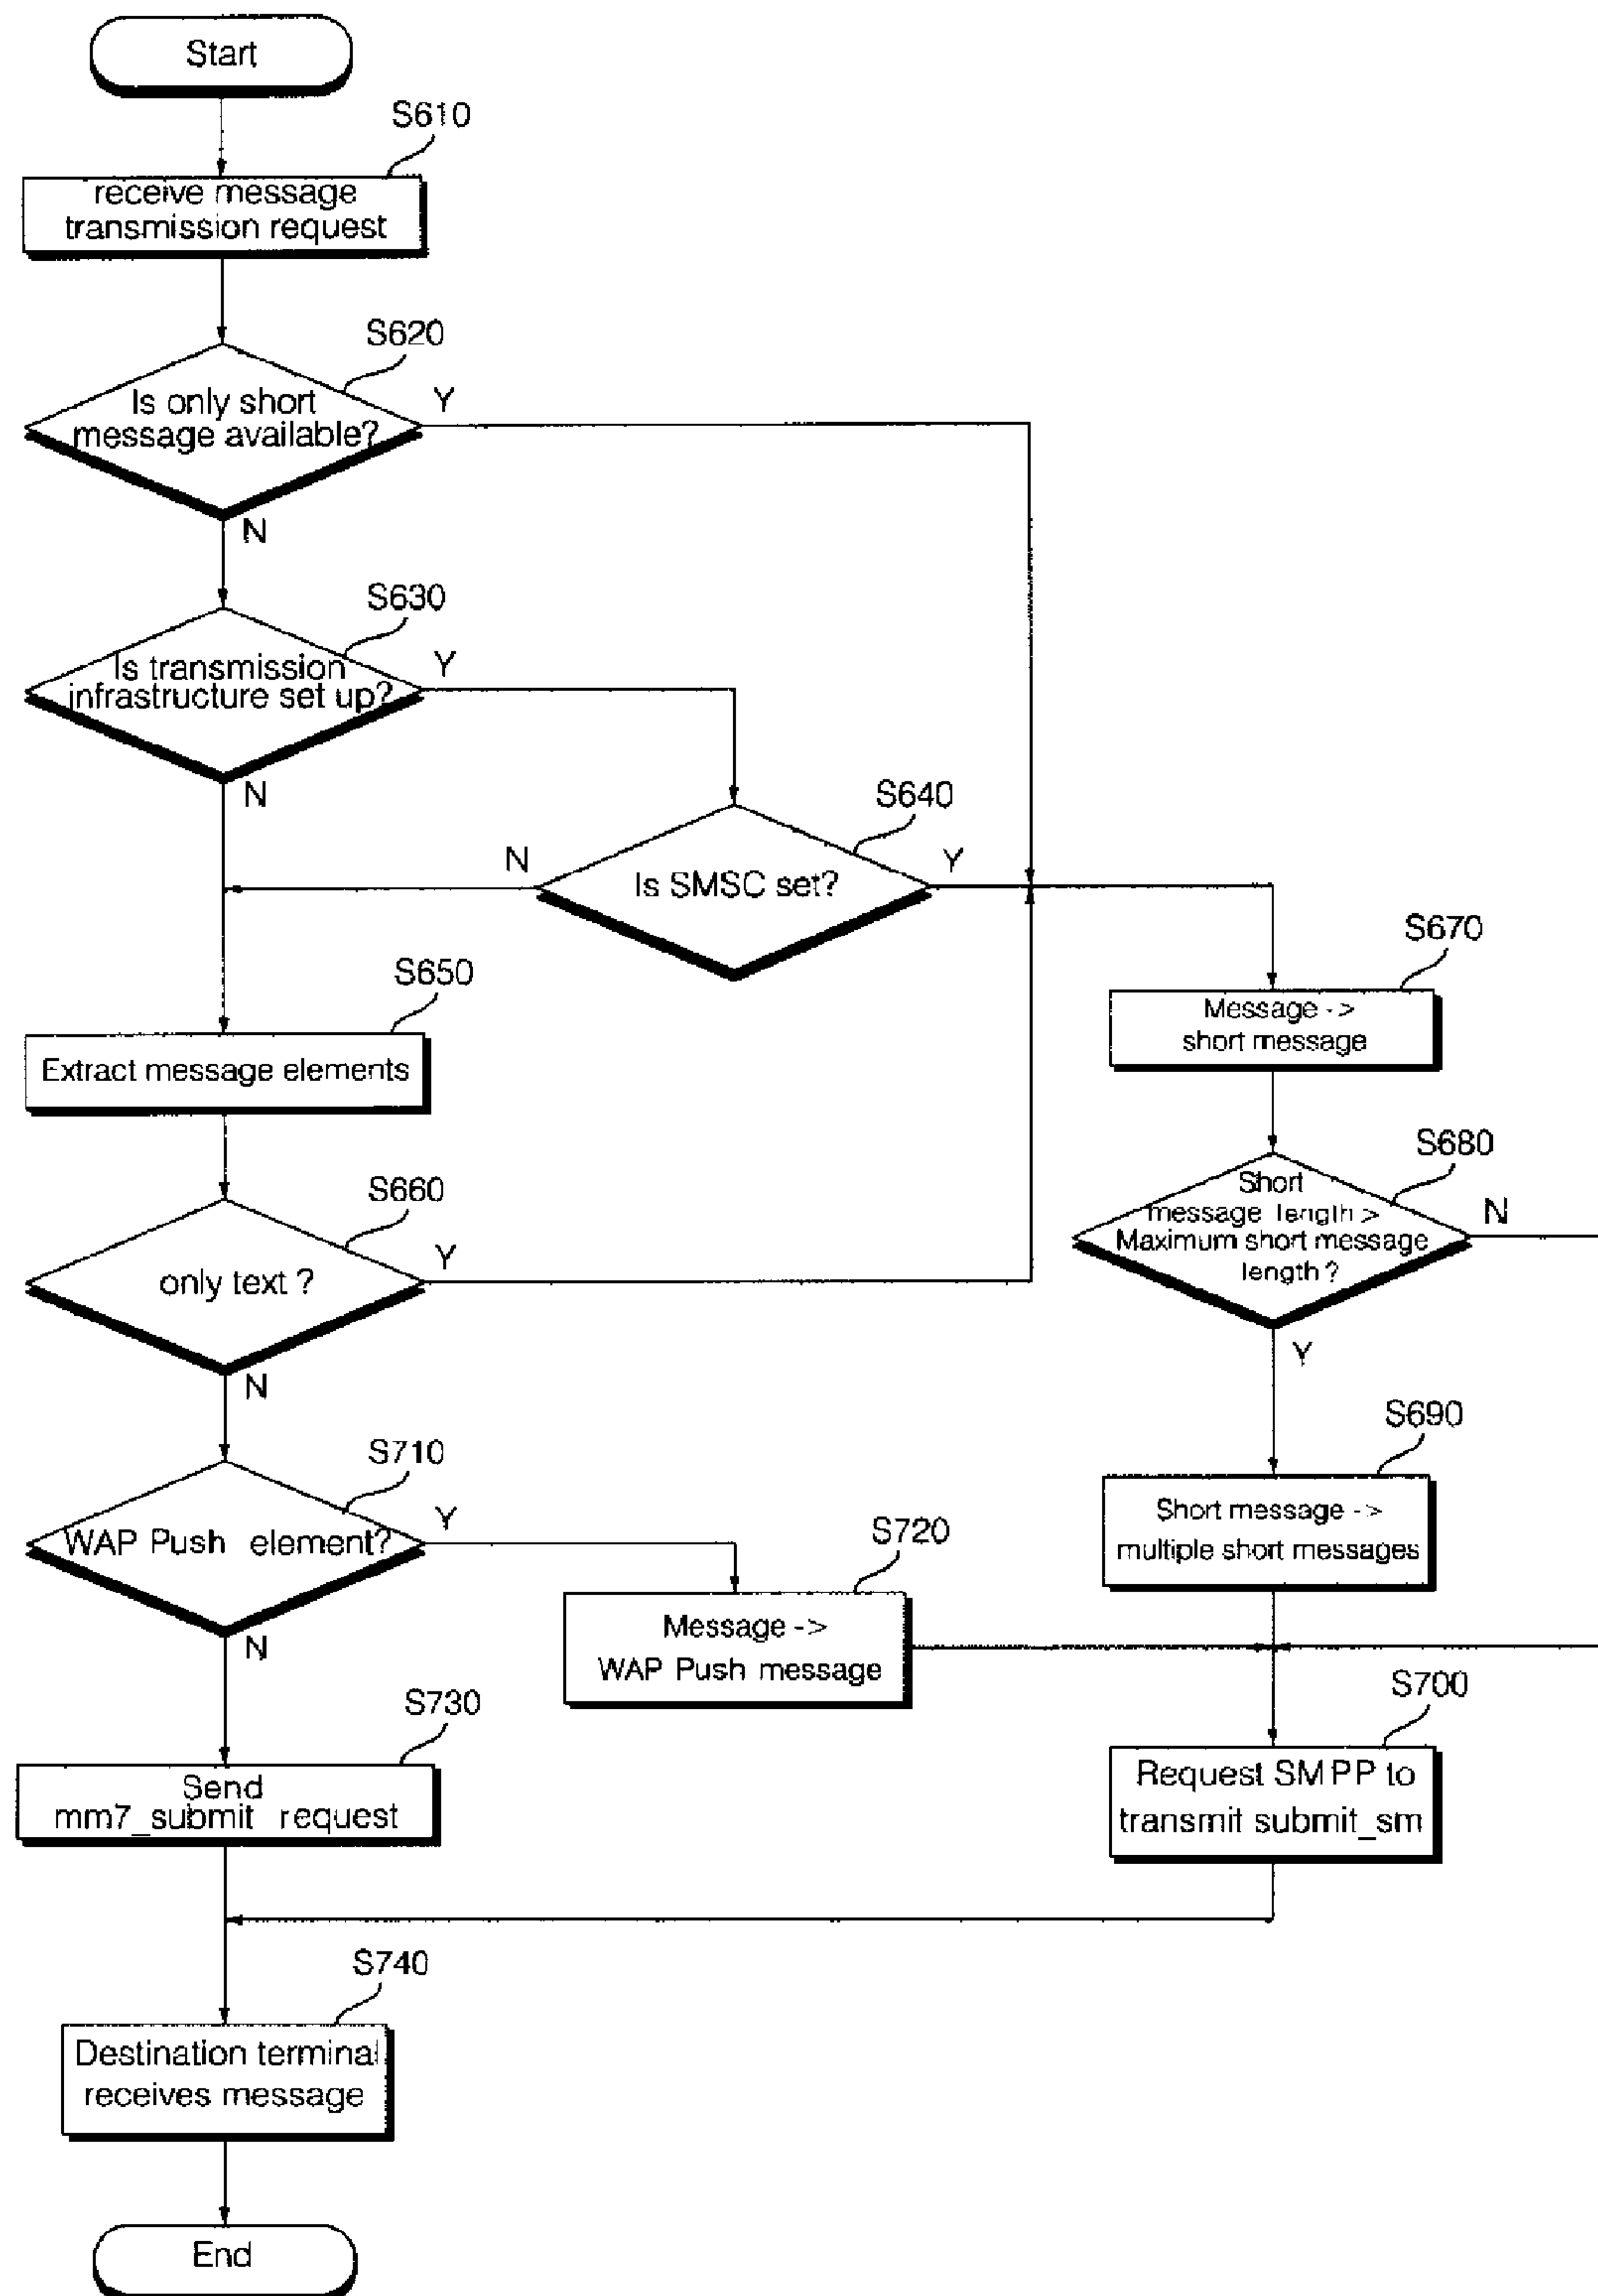 Start
S610
receive message
transmission request
S620
Is only short
message available?
Y
N
S630
Is transmission
infrastructure set up?
Y
N
S640
Is SMSC set?
N
Y
S650
Extract message elements
S660
only text ?
Y
N
S670
Message ->
short message
S680
Short
message length >
Maximum short message
length ?
N
Y
S690
Short message ->
multiple short messages
S710
WAP Push element?
Y
N
S720
Message ->
WAP Push message
S700
Request SMPP to
transmit submit_sm
S730
Send
mm7_submit request
S740
Destination terminal
receives message
End